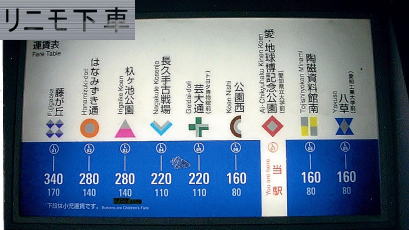 リニモ下車
運賃表
Fare Table
藤が丘
Fujigaoka
はなみずき通
Hanamizuki-dori
杁ヶ池公園
Irigaike Koen
長久手古戦場
Nagakute Kosenjo
芸大通
Geidai-dori
公園西
Koen Nishi
愛・地球博記念公園
Ai-Chikyuhaku Kinen Koen
陶磁資料館南
Tojishiryokan Minami
八草
Yakusa
当駅
You are here
340 280 280 220 220 160 160 160
170 140 140 110 110 80 80 80
下段は小児運賃です。